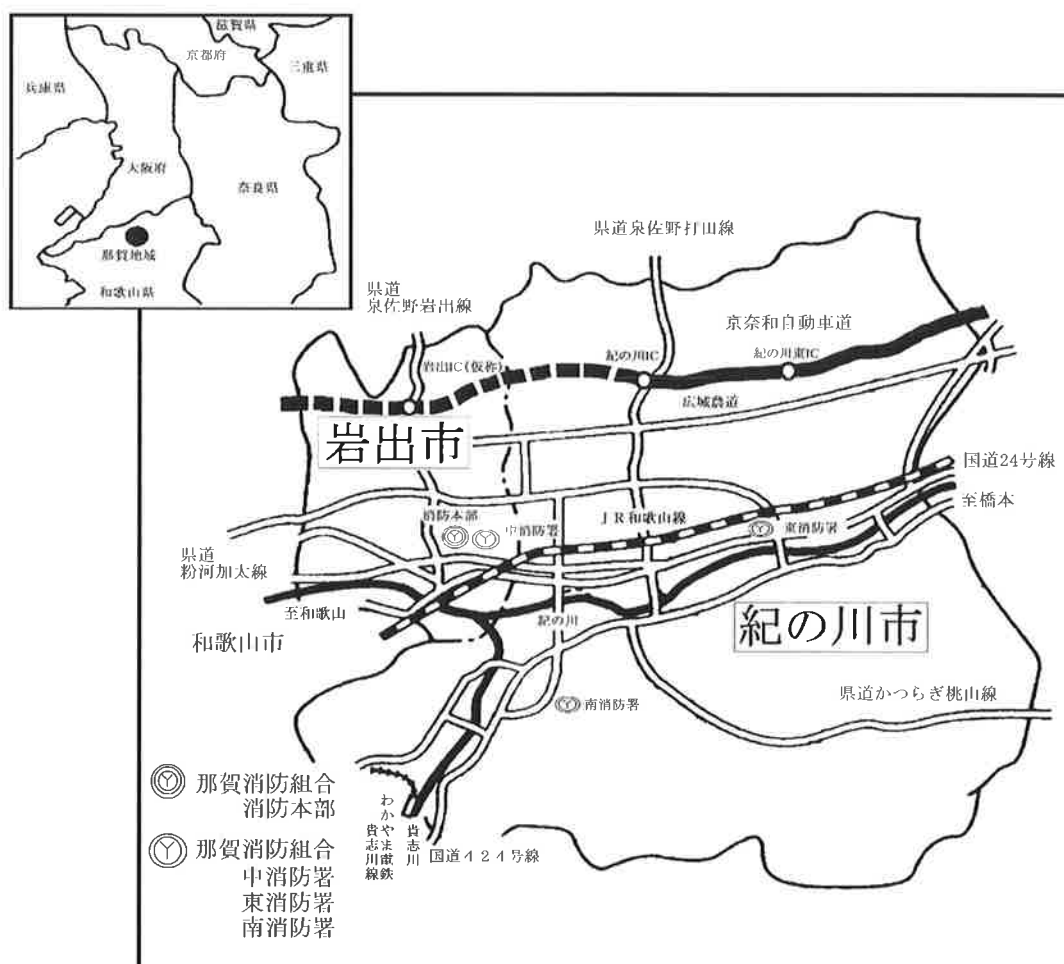 滋賀県
京都府
三重県
兵庫県
大阪府
奈良県
那賀地域
和歌山県
県道泉佐野打田線
県道
泉佐野岩出線
京奈和自動車道
岩出IC(仮称)
紀の川IC
紀の川東IC
広域農道
岩出市
国道24号線
至橋本
消防本部
中消防署
JR和歌山線
東消防署
県道
粉河加太線
至和歌山
紀の川
和歌山市
紀の川市
南消防署
県道かつらぎ桃山線
那賀消防組合
消防本部
那賀消防組合
中消防署
東消防署
南消防署
わかやま電鉄
貴志川線
貴志川
国道424号線